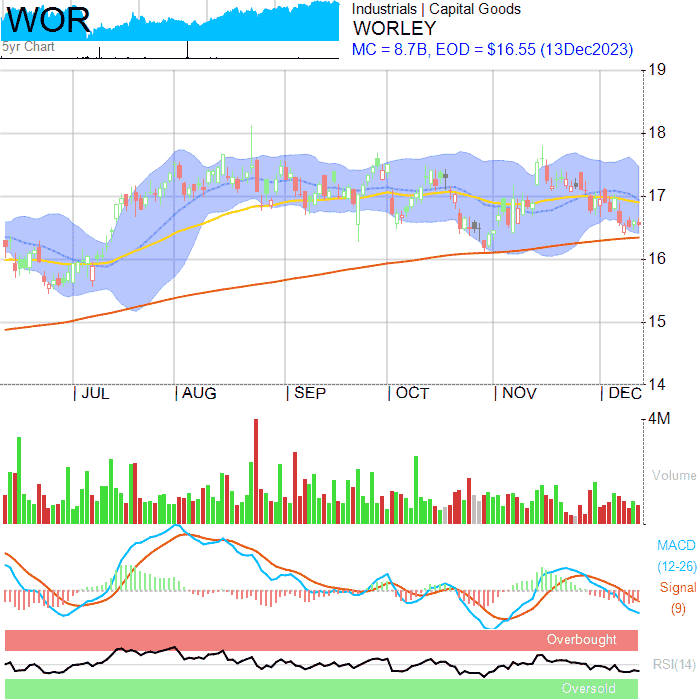 WOR
5yr Chart
Industrials | Capital Goods
WORLEY
MC = 8.7B, EOD = $16.55 (13Dec2023)
19
18
17
16
15
14
| JUL | AUG | SEP | OCT | NOV | DEC
4M
Volume
MACD
(12-26)
Signal
(9)
Overbought
RSI(14)
Oversold